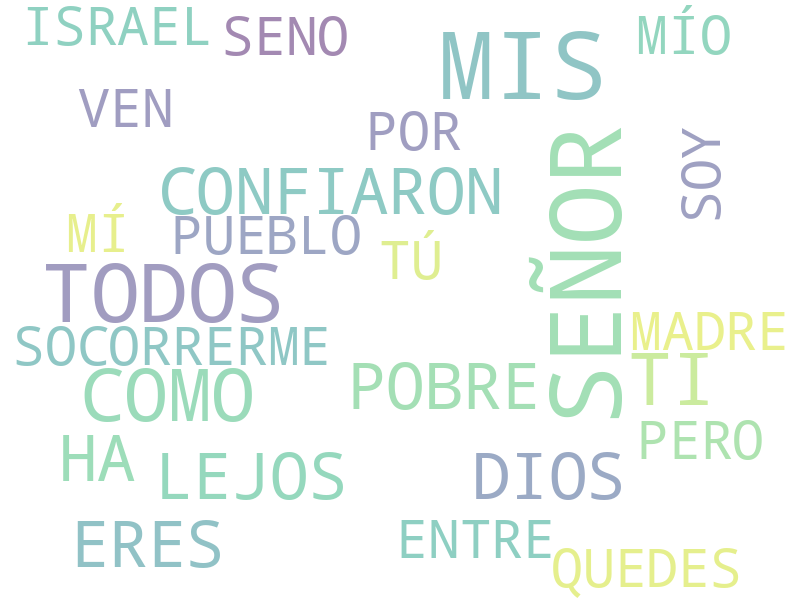 ISRAEL
SENO
MIS
MÍO
VEN
POR
SOY
CONFIARON
SEÑOR
MÍ
PUEBLO
TÚ
TODOS
SOCORRERME
MADRE
COMO
POBRE
TI
HA
PERO
LEJOS
DIOS
ERES
ENTRE
QUEDES